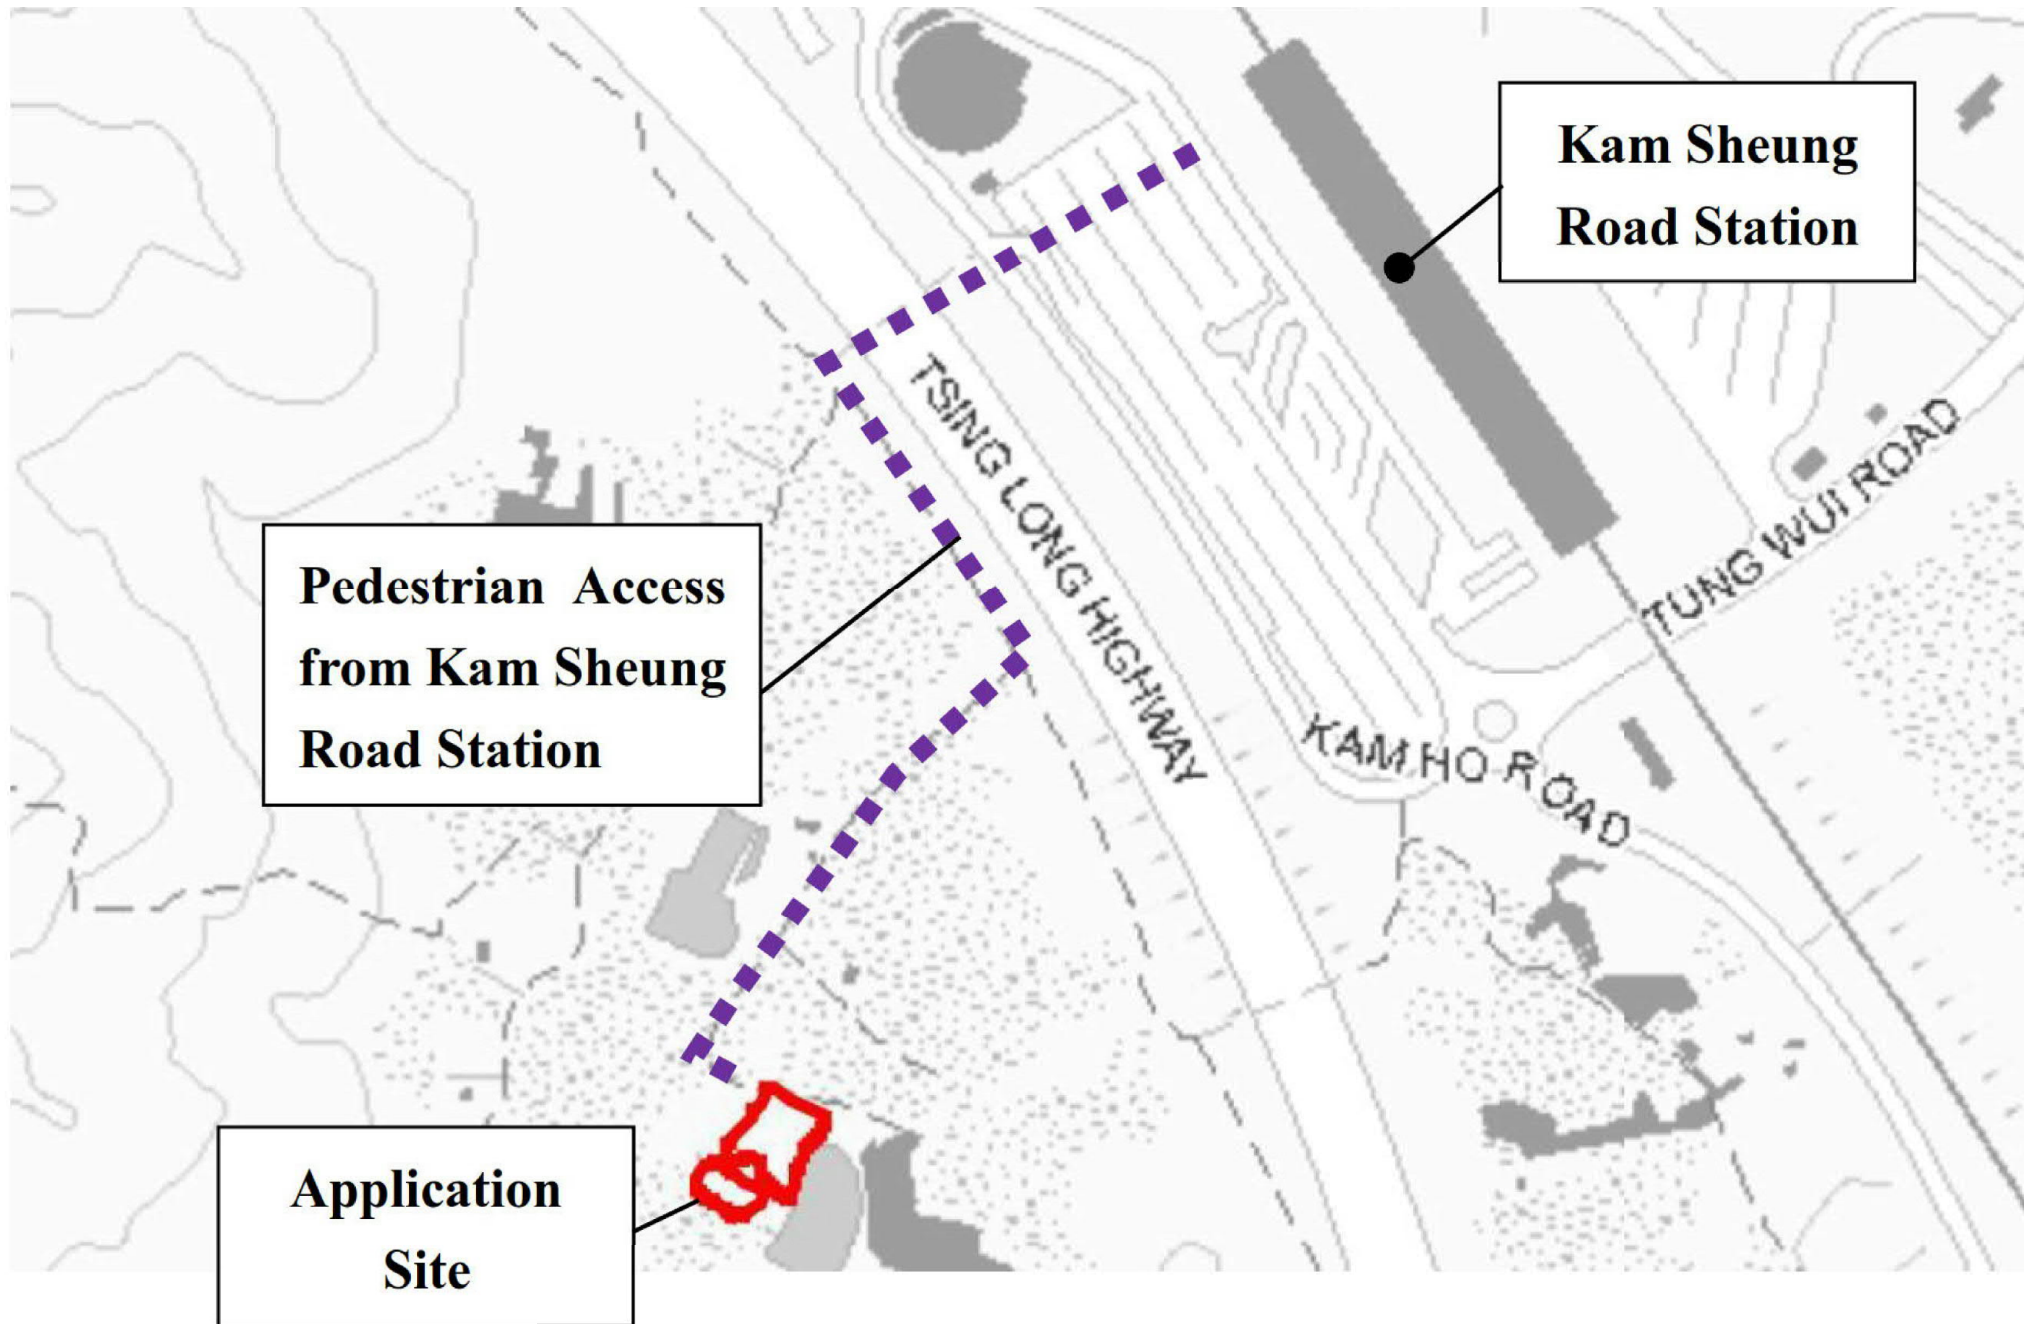 Kam Sheung
Road Station
TSING LONG HIGHWAY
TUNG WUI ROAD
Pedestrian Access
from Kam Sheung
Road Station
KAM HO ROAD
Application
Site